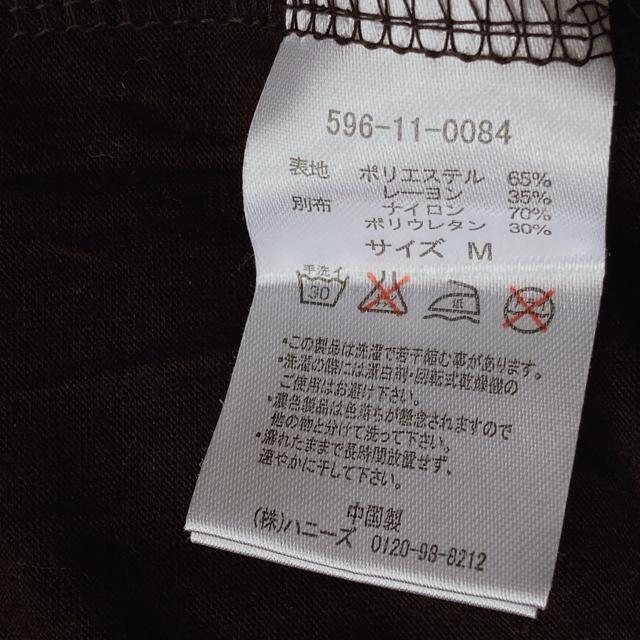 596-11-0084
表地 ポリエステル 65%
レーヨン 35%
別布 ナイロン 70%
ポリウレタン 30%
サイズ M
手洗イ
30
低
・この製品は洗濯で若干縮む事があります。
・洗濯の際には漂白剤・回転式乾燥機の
ご使用はお避け下さい。
・濃色製品は色落ちが懸念されますので
他の物と分けて洗って下さい。
・濡れたままで長時間放置せず、
速やかに干して下さい。
中国製
(株)ハニーズ 0120-98-8212